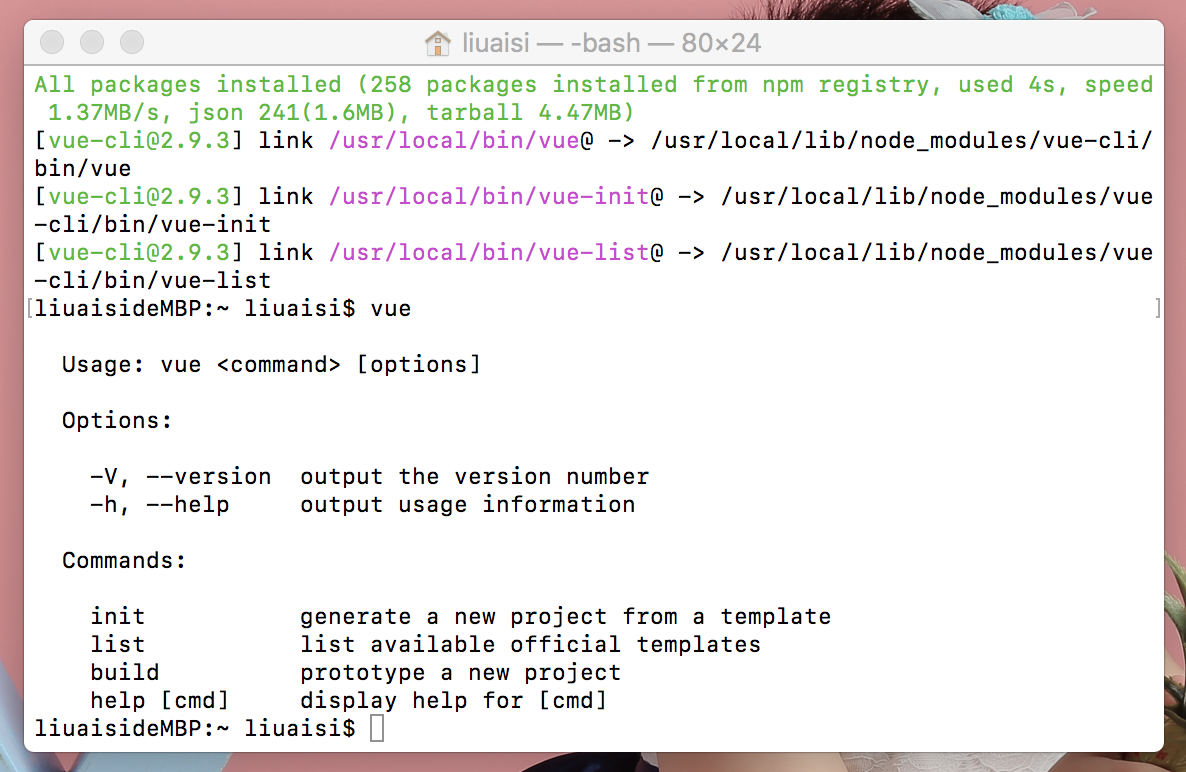 liuaisi — -bash — 80×24
All packages installed (258 packages installed from npm registry, used 4s, speed
 1.37MB/s, json 241(1.6MB), tarball 4.47MB)
[vue-cli@2.9.3] link /usr/local/bin/vue@ -> /usr/local/lib/node_modules/vue-cli/
bin/vue
[vue-cli@2.9.3] link /usr/local/bin/vue-init@ -> /usr/local/lib/node_modules/vue
-cli/bin/vue-init
[vue-cli@2.9.3] link /usr/local/bin/vue-list@ -> /usr/local/lib/node_modules/vue
-cli/bin/vue-list
[liuaisideMBP:~ liuaisi$ vue ]
  Usage: vue <command> [options]
  Options:
    -V, --version  output the version number
    -h, --help     output usage information
  Commands:
    init           generate a new project from a template
    list           list available official templates
    build          prototype a new project
    help [cmd]     display help for [cmd]
liuaisideMBP:~ liuaisi$